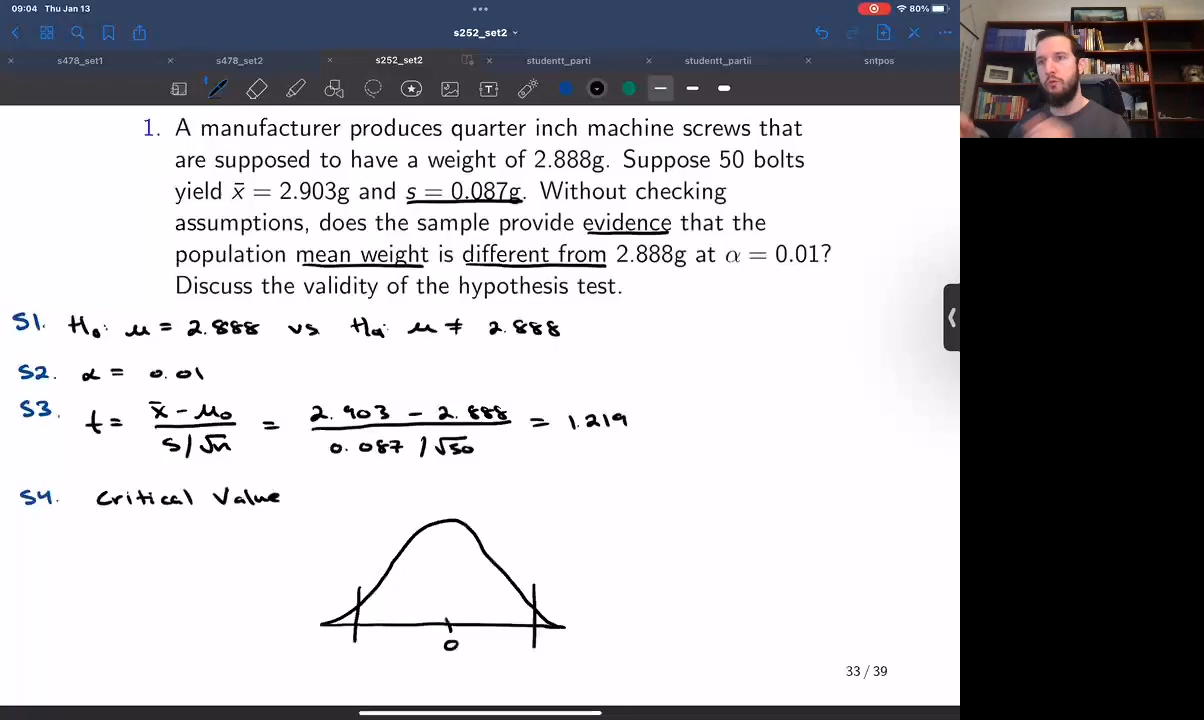 09:04 Thu Jan 13
80%
s252_set2
s478_set1
s478_set2
s252_set2
studentt_parti
studentt_partii
sntpos
1. A manufacturer produces quarter inch machine screws that
are supposed to have a weight of 2.888g. Suppose 50 bolts
yield x̄ = 2.903g and s = 0.087g. Without checking
assumptions, does the sample provide evidence that the
population mean weight is different from 2.888g at α = 0.01?
Discuss the validity of the hypothesis test.
S1. H₀: μ = 2.888 vs Hₐ: μ ≠ 2.888
S2. α = 0.01
S3. t = x̄ - μ₀ / s/√n = 2.903 - 2.888 / 0.087/√50 = 1.219
S4. Critical Value
0
33 / 39